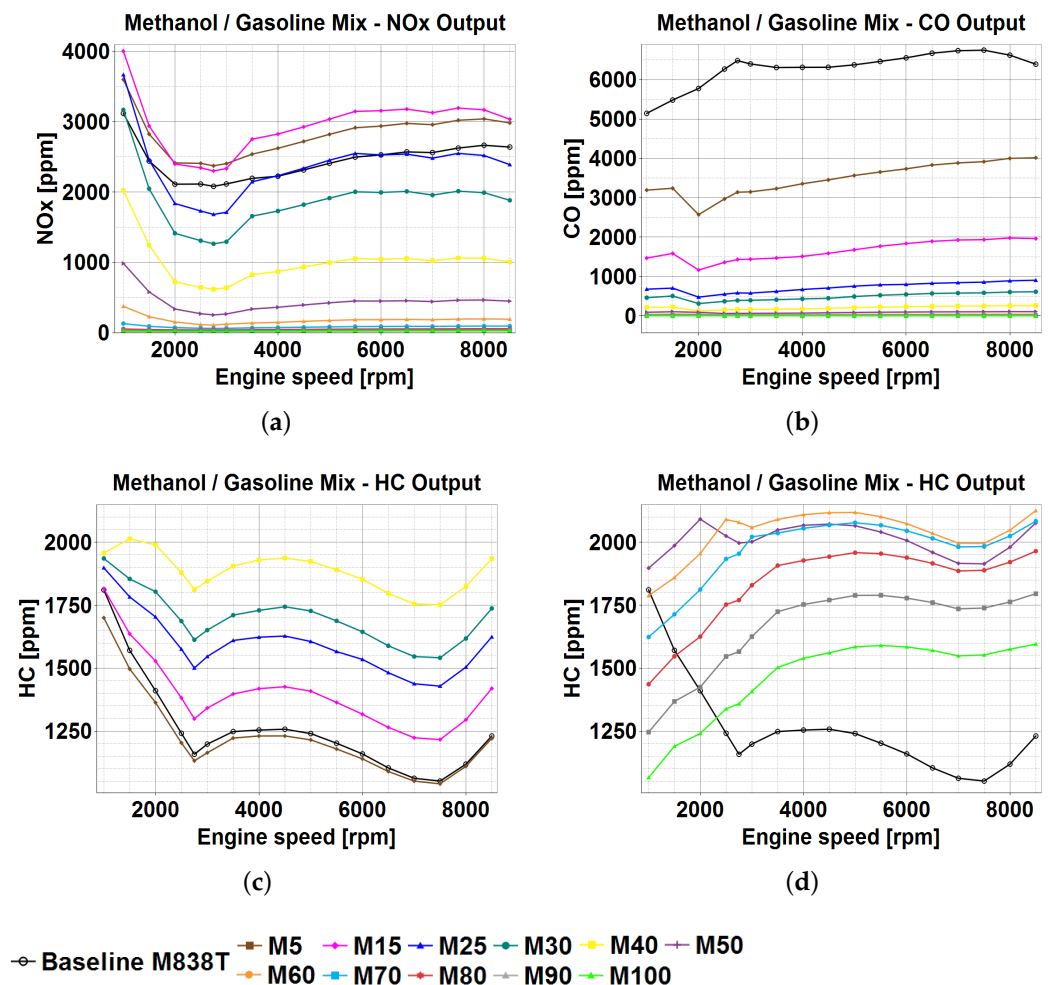 Methanol / Gasoline Mix - NOx Output
NOx [ppm]
4000
3000
2000
1000
0
2000 4000 6000 8000
Engine speed [rpm]
(a)
Methanol / Gasoline Mix - CO Output
CO [ppm]
6000
5000
4000
3000
2000
1000
0
2000 4000 6000 8000
Engine speed [rpm]
(b)
Methanol / Gasoline Mix - HC Output
HC [ppm]
2000
1750
1500
1250
2000 4000 6000 8000
Engine speed [rpm]
(c)
Methanol / Gasoline Mix - HC Output
HC [ppm]
2000
1750
1500
1250
2000 4000 6000 8000
Engine speed [rpm]
(d)
Baseline M838T
M5 M15 M25 M30 M40 M50
M60 M70 M80 M90 M100